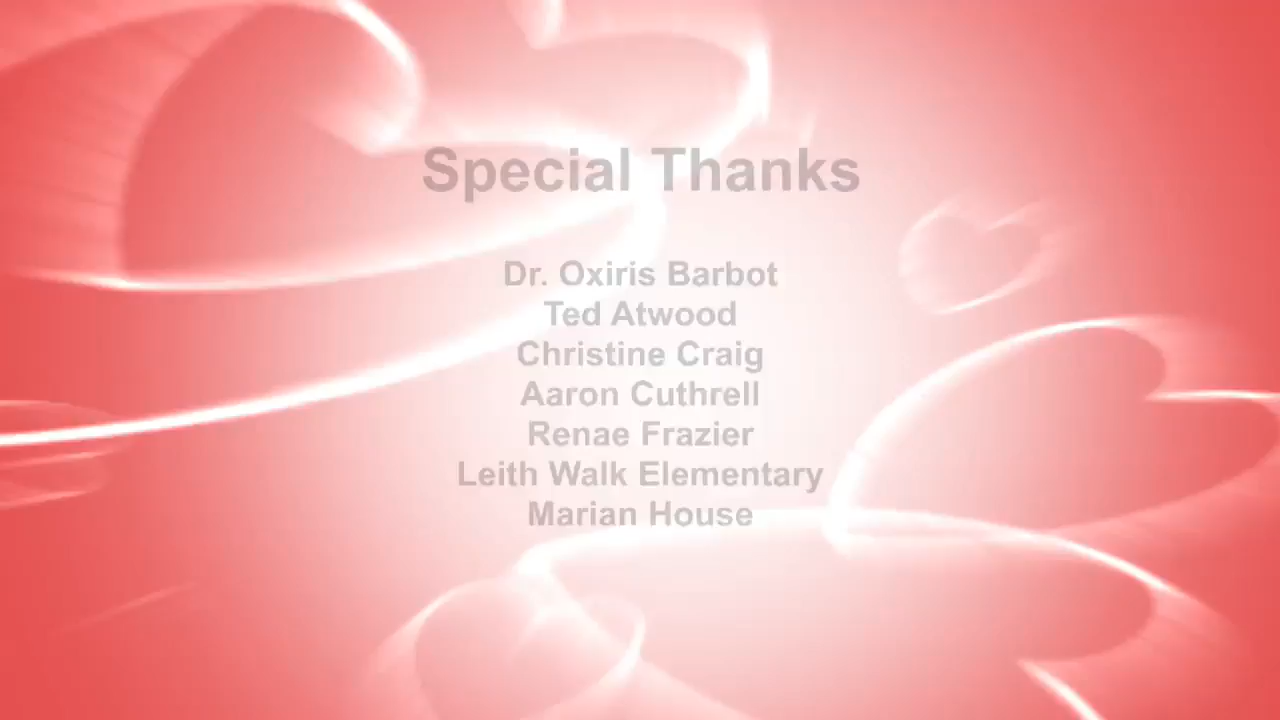 Special Thanks
Dr. Oxiris Barbot
Ted Atwood
Christine Craig
Aaron Cuthrell
Renae Frazier
Leith Walk Elementary
Marian House